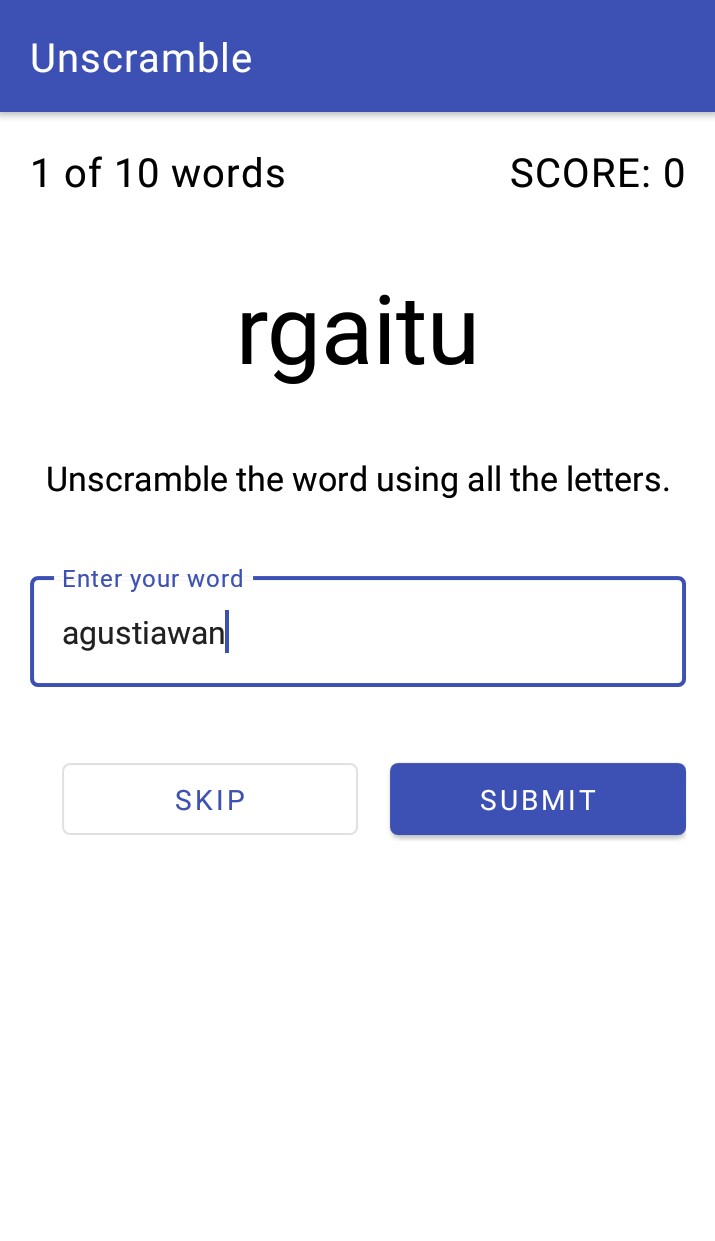 Unscramble
1 of 10 words SCORE: 0
rgaitu
Unscramble the word using all the letters.
Enter your word
agustiawan
SKIP SUBMIT